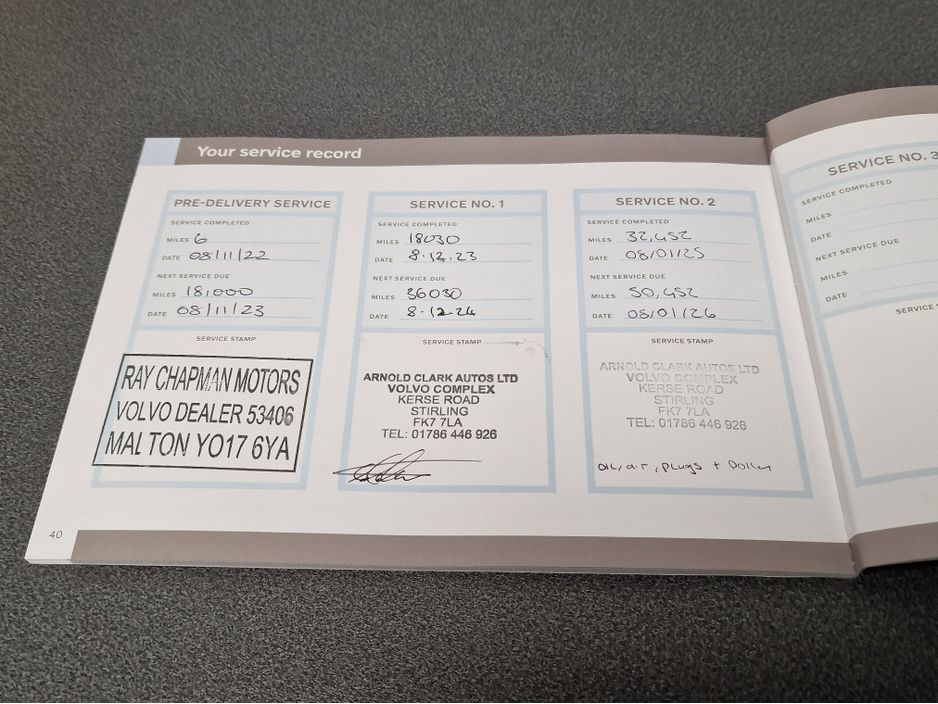 Your service record
PRE-DELIVERY SERVICE
SERVICE COMPLETED
MILES 6
DATE 08/11/22
NEXT SERVICE DUE
MILES 18,000
DATE 08/11/23
SERVICE STAMP
RAY CHAPMAN MOTORS
VOLVO DEALER 53406
MALTON YO17 6YA
SERVICE NO. 1
SERVICE COMPLETED
MILES 18030
DATE 8.12.23
NEXT SERVICE DUE
MILES 36030
DATE 8.12.24
SERVICE STAMP
ARNOLD CLARK AUTOS LTD
VOLVO COMPLEX
KERSE ROAD
STIRLING
FK7 7LA
TEL: 01786 446 926
SERVICE NO. 2
SERVICE COMPLETED
MILES 32,452
DATE 08/01/25
NEXT SERVICE DUE
MILES 50,452
DATE 08/01/26
SERVICE STAMP
ARNOLD CLARK AUTOS LTD
VOLVO COMPLEX
KERSE ROAD
STIRLING
FK7 7LA
TEL: 01786 446 926
oil, air, plugs + Pollen
SERVICE NO. 3
SERVICE COMPLETED
MILES
DATE
NEXT SERVICE DUE
MILES
DATE
SERVICE
40